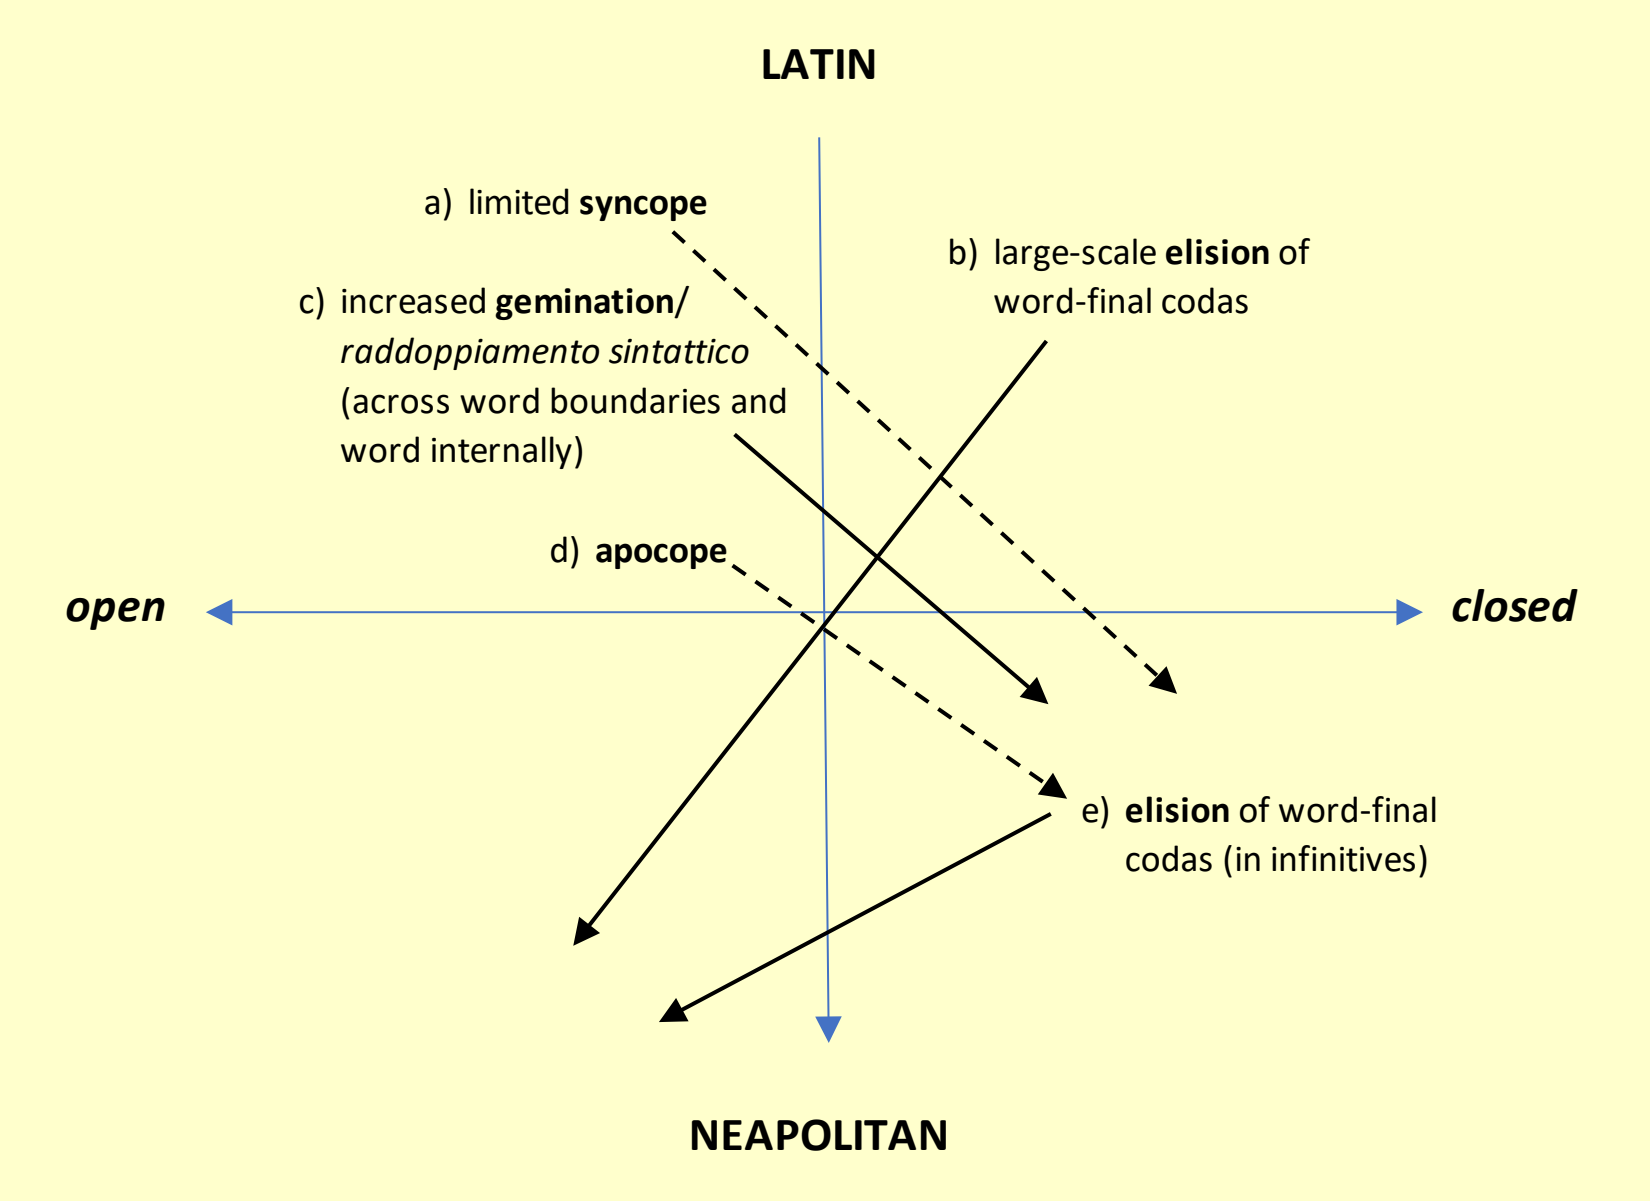 LATIN
a) limited syncope
b) large-scale elision of
word-final codas
c) increased gemination/
raddoppiamento sintattico
(across word boundaries and
word internally)
d) apocope
open
closed
e) elision of word-final
codas (in infinitives)
NEAPOLITAN